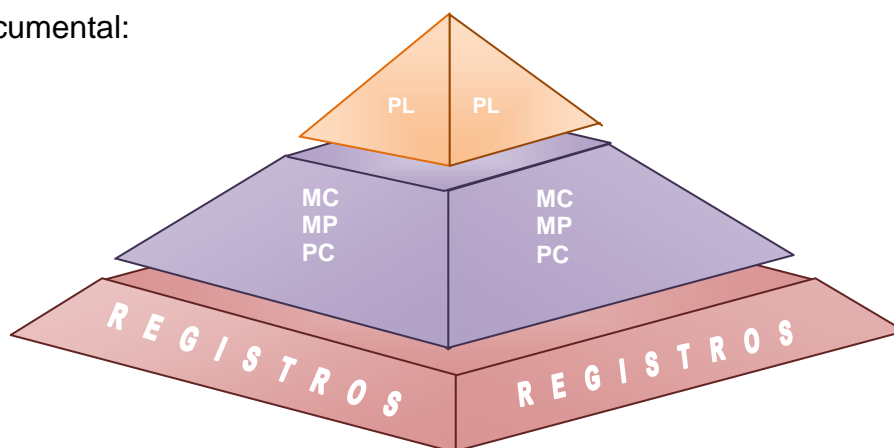 cumental:
PL PL
MC MC
MP MP
PC PC
REGISTROS REGISTROS